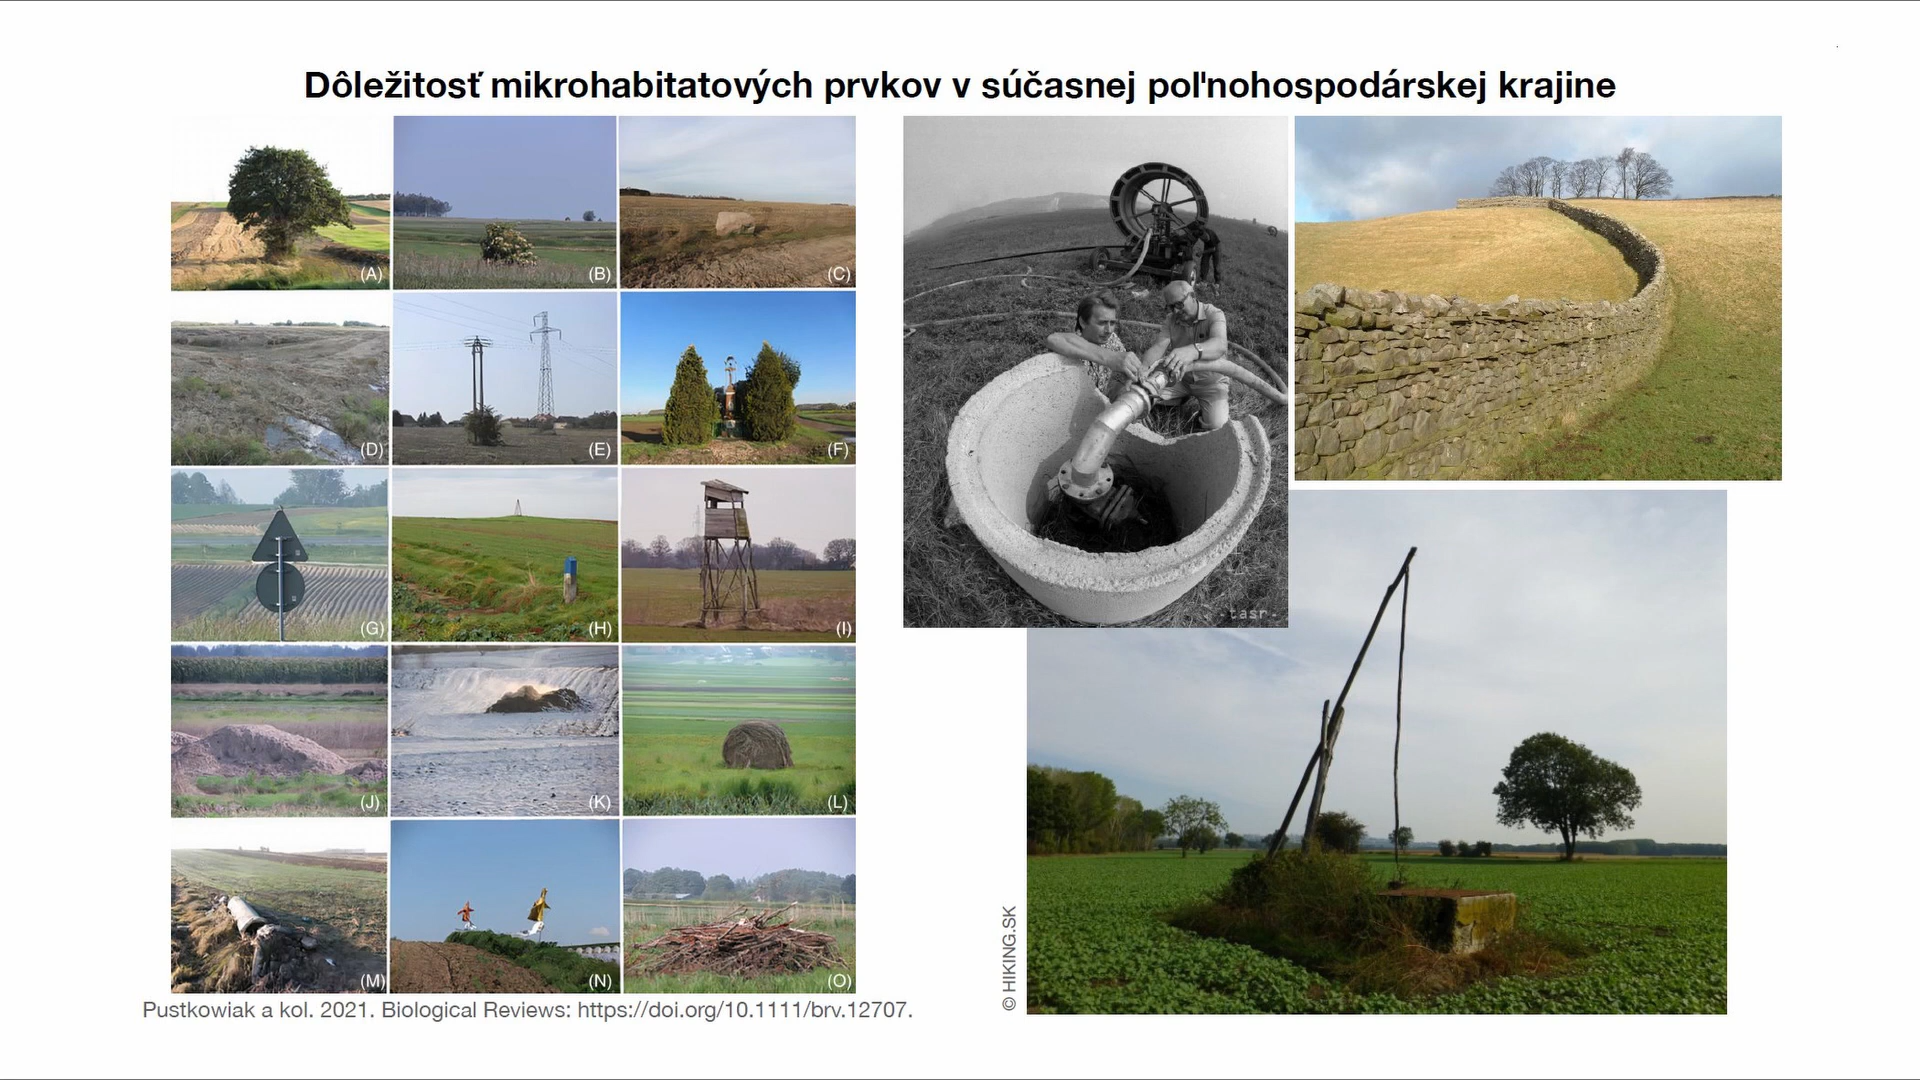 Dôležitosť mikrohabitatových prvkov v súčasnej poľnohospodárskej krajine
(A)
(B)
(C)
(D)
(E)
(F)
(G)
(H)
(I)
(J)
(K)
(L)
(M)
(N)
(O)
-tasr-
© HIKING.SK
Pustkowiak a kol. 2021. Biological Reviews: https://doi.org/10.1111/brv.12707.